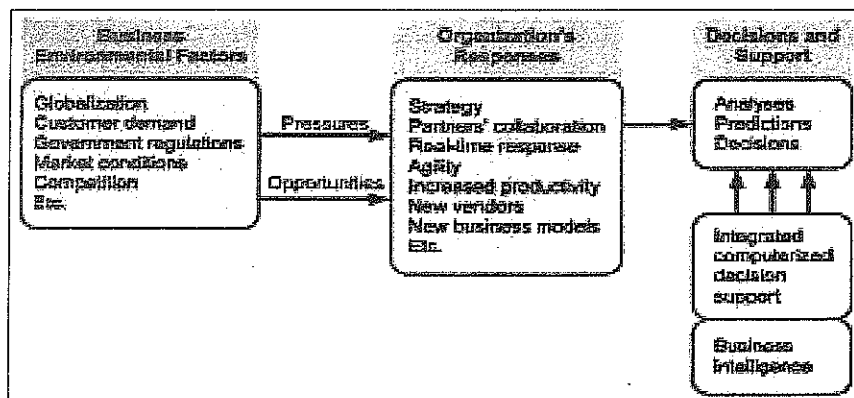 Business
Environmental Factors
Globalization
Customer demand
Government regulations
Market conditions
Competition
Etc.
Pressures
Opportunities
Organization's
Responses
Strategy
Partners' collaboration
Real-time response
Agility
Increased productivity
New vendors
New business models
Etc.
Decisions and
Support
Analyses
Predictions
Decisions
Integrated
computerized
decision
support
Business
Intelligence